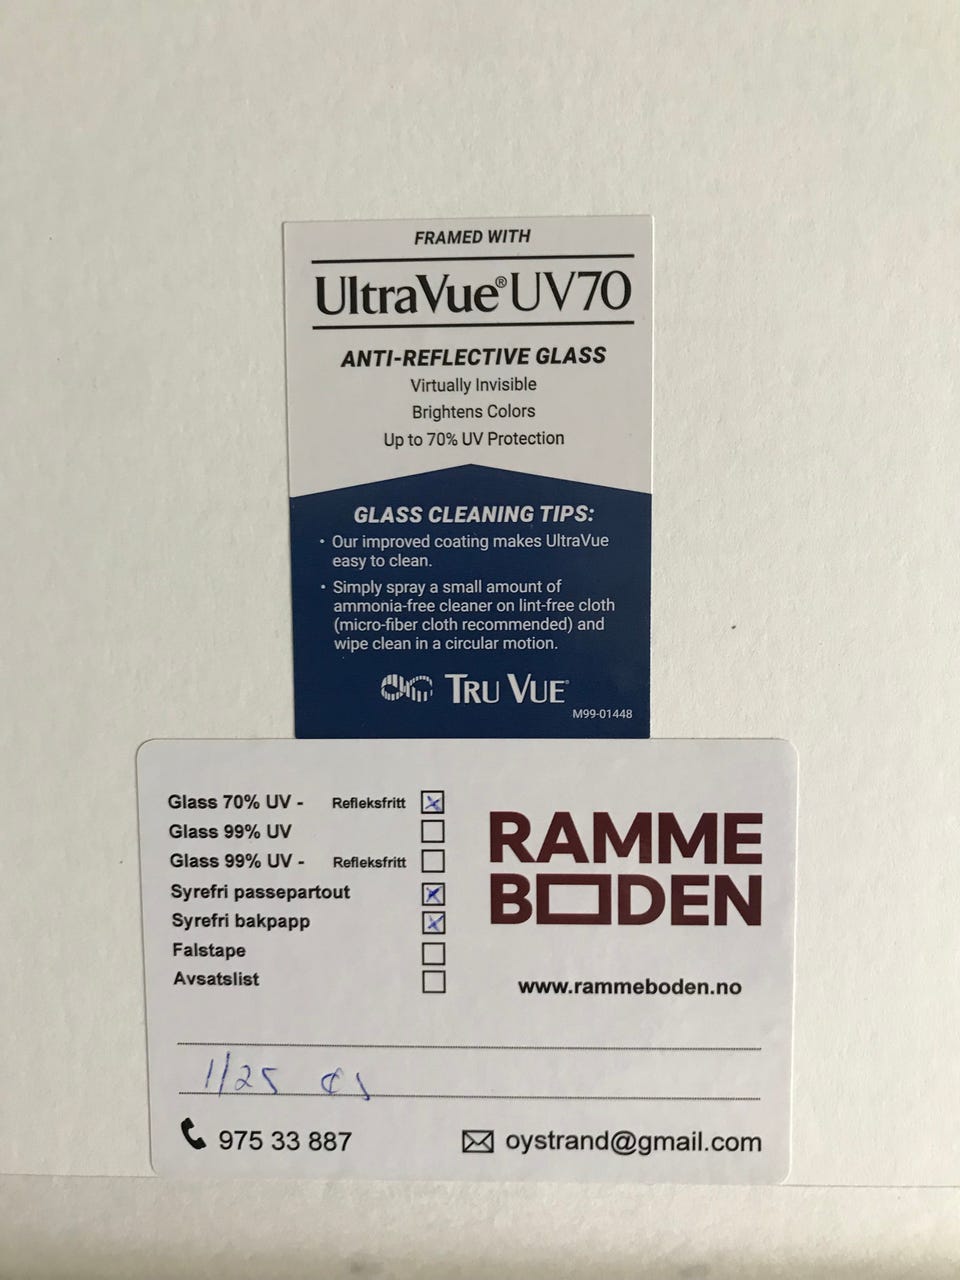 FRAMED WITH
UltraVue® UV70
ANTI-REFLECTIVE GLASS
Virtually Invisible
Brightens Colors
Up to 70% UV Protection
GLASS CLEANING TIPS:
• Our improved coating makes UltraVue
easy to clean.
• Simply spray a small amount of
ammonia-free cleaner on lint-free cloth
(micro-fiber cloth recommended) and
wipe clean in a circular motion.
TRU VUE®
M99-01448
Glass 70% UV - Refleksfritt
Glass 99% UV
Glass 99% UV - Refleksfritt
Syrefri passepartout
Syrefri bakpapp
Falstape
Avsatslist
RAMME
BODEN
www.rammeboden.no
1/25
975 33 887
oystrand@gmail.com